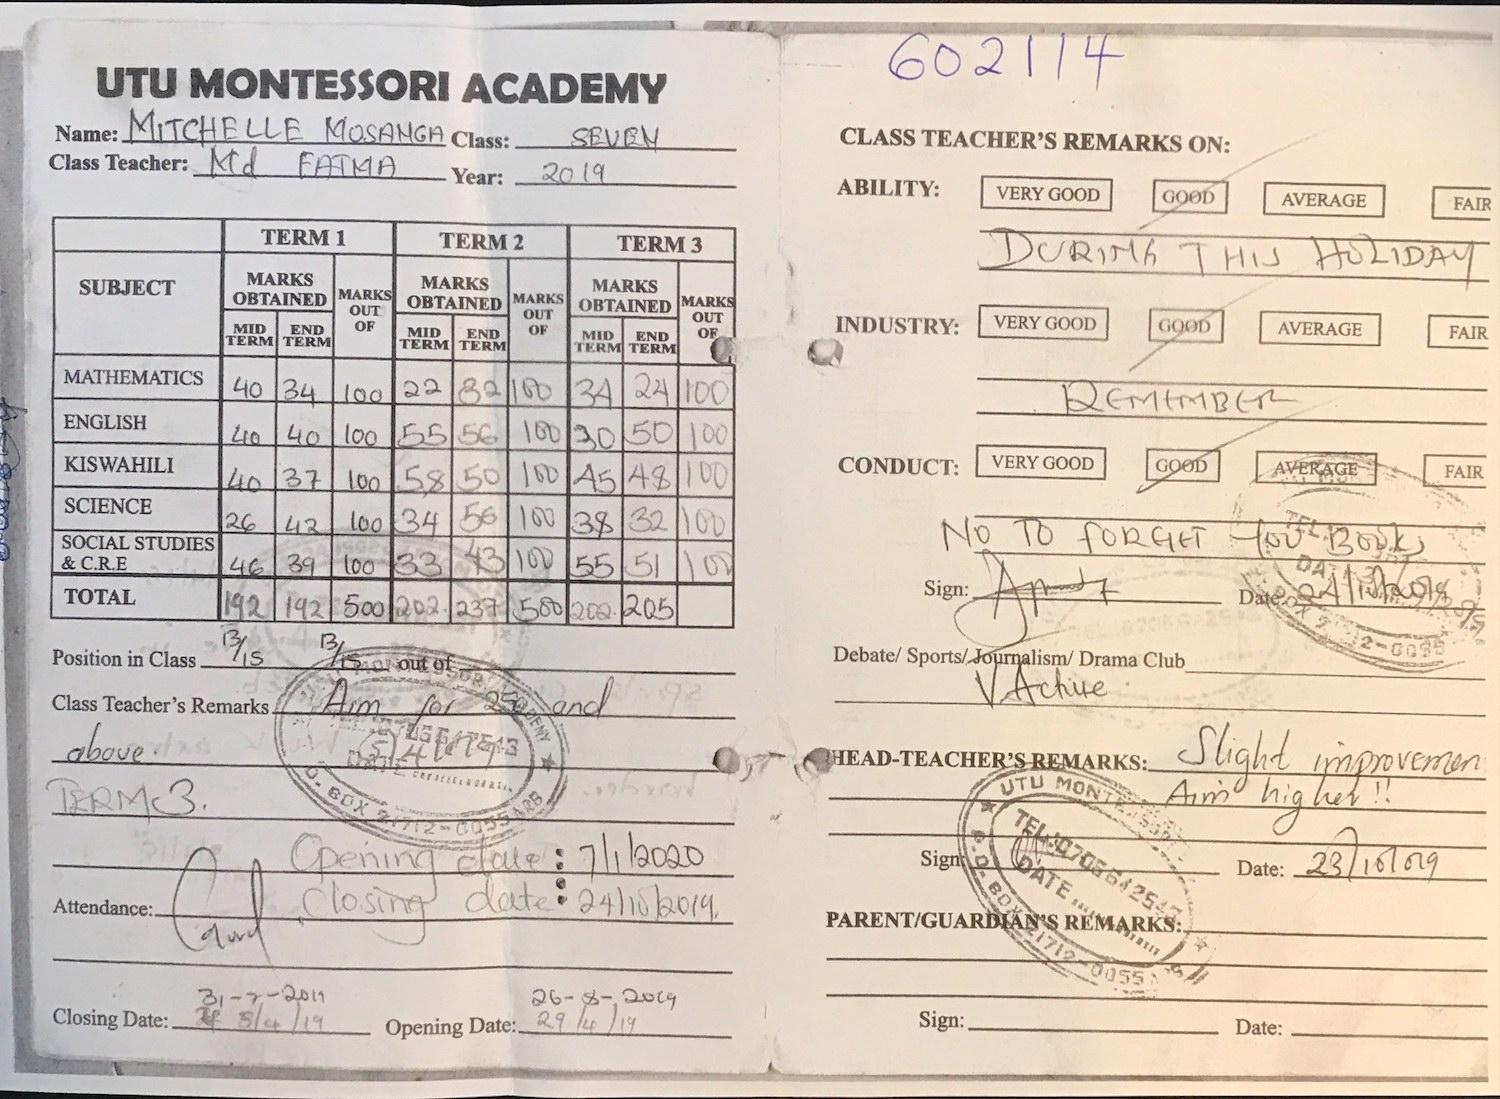 602114
UTU MONTESSORI ACADEMY
Name: MITCHELLE MOSANGA Class: SEVEN
Class Teacher: Md FATMA Year: 2019
SUBJECT TERM 1 TERM 2 TERM 3
MARKS OBTAINED MARKS OUT OF MARKS OBTAINED MARKS OUT OF MARKS OBTAINED MARKS OUT OF
MID TERM END TERM MID TERM END TERM MID TERM END TERM
MATHEMATICS 40 34 100 22 32 100 34 24 100
ENGLISH 40 40 100 55 56 100 30 50 100
KISWAHILI 40 37 100 58 50 100 45 48 100
SCIENCE 26 42 100 34 56 100 38 32 100
SOCIAL STUDIES & C.R.E 46 39 100 33 43 100 55 51 100
TOTAL 192 192 500 202 237 500 202 205
Position in Class 13/15 13/15 out of
Class Teacher's Remarks Aim for 250 and
above.
TERM 3.
Opening date: 7/1/2020
Attendance: Closing date: 24/10/2019.
31-7-2019 26-8-2019
Closing Date: 5/4/19 Opening Date: 29/4/19
CLASS TEACHER'S REMARKS ON:
ABILITY: VERY GOOD GOOD AVERAGE FAIR
DURING THIS HOLIDAY
INDUSTRY: VERY GOOD GOOD AVERAGE FAIR
REMEMBER
CONDUCT: VERY GOOD GOOD AVERAGE FAIR
NO TO FORGET YOU BOOKS
Sign: Date: 24/10/2019
Debate/ Sports/ Journalism/ Drama Club
V. Active.
HEAD-TEACHER'S REMARKS: Slight improvemen
Aim higher!!
UTU MONTESSORI
DATE
Sign: Date: 23/10/019
PARENT/GUARDIAN'S REMARKS:
Sign: Date: